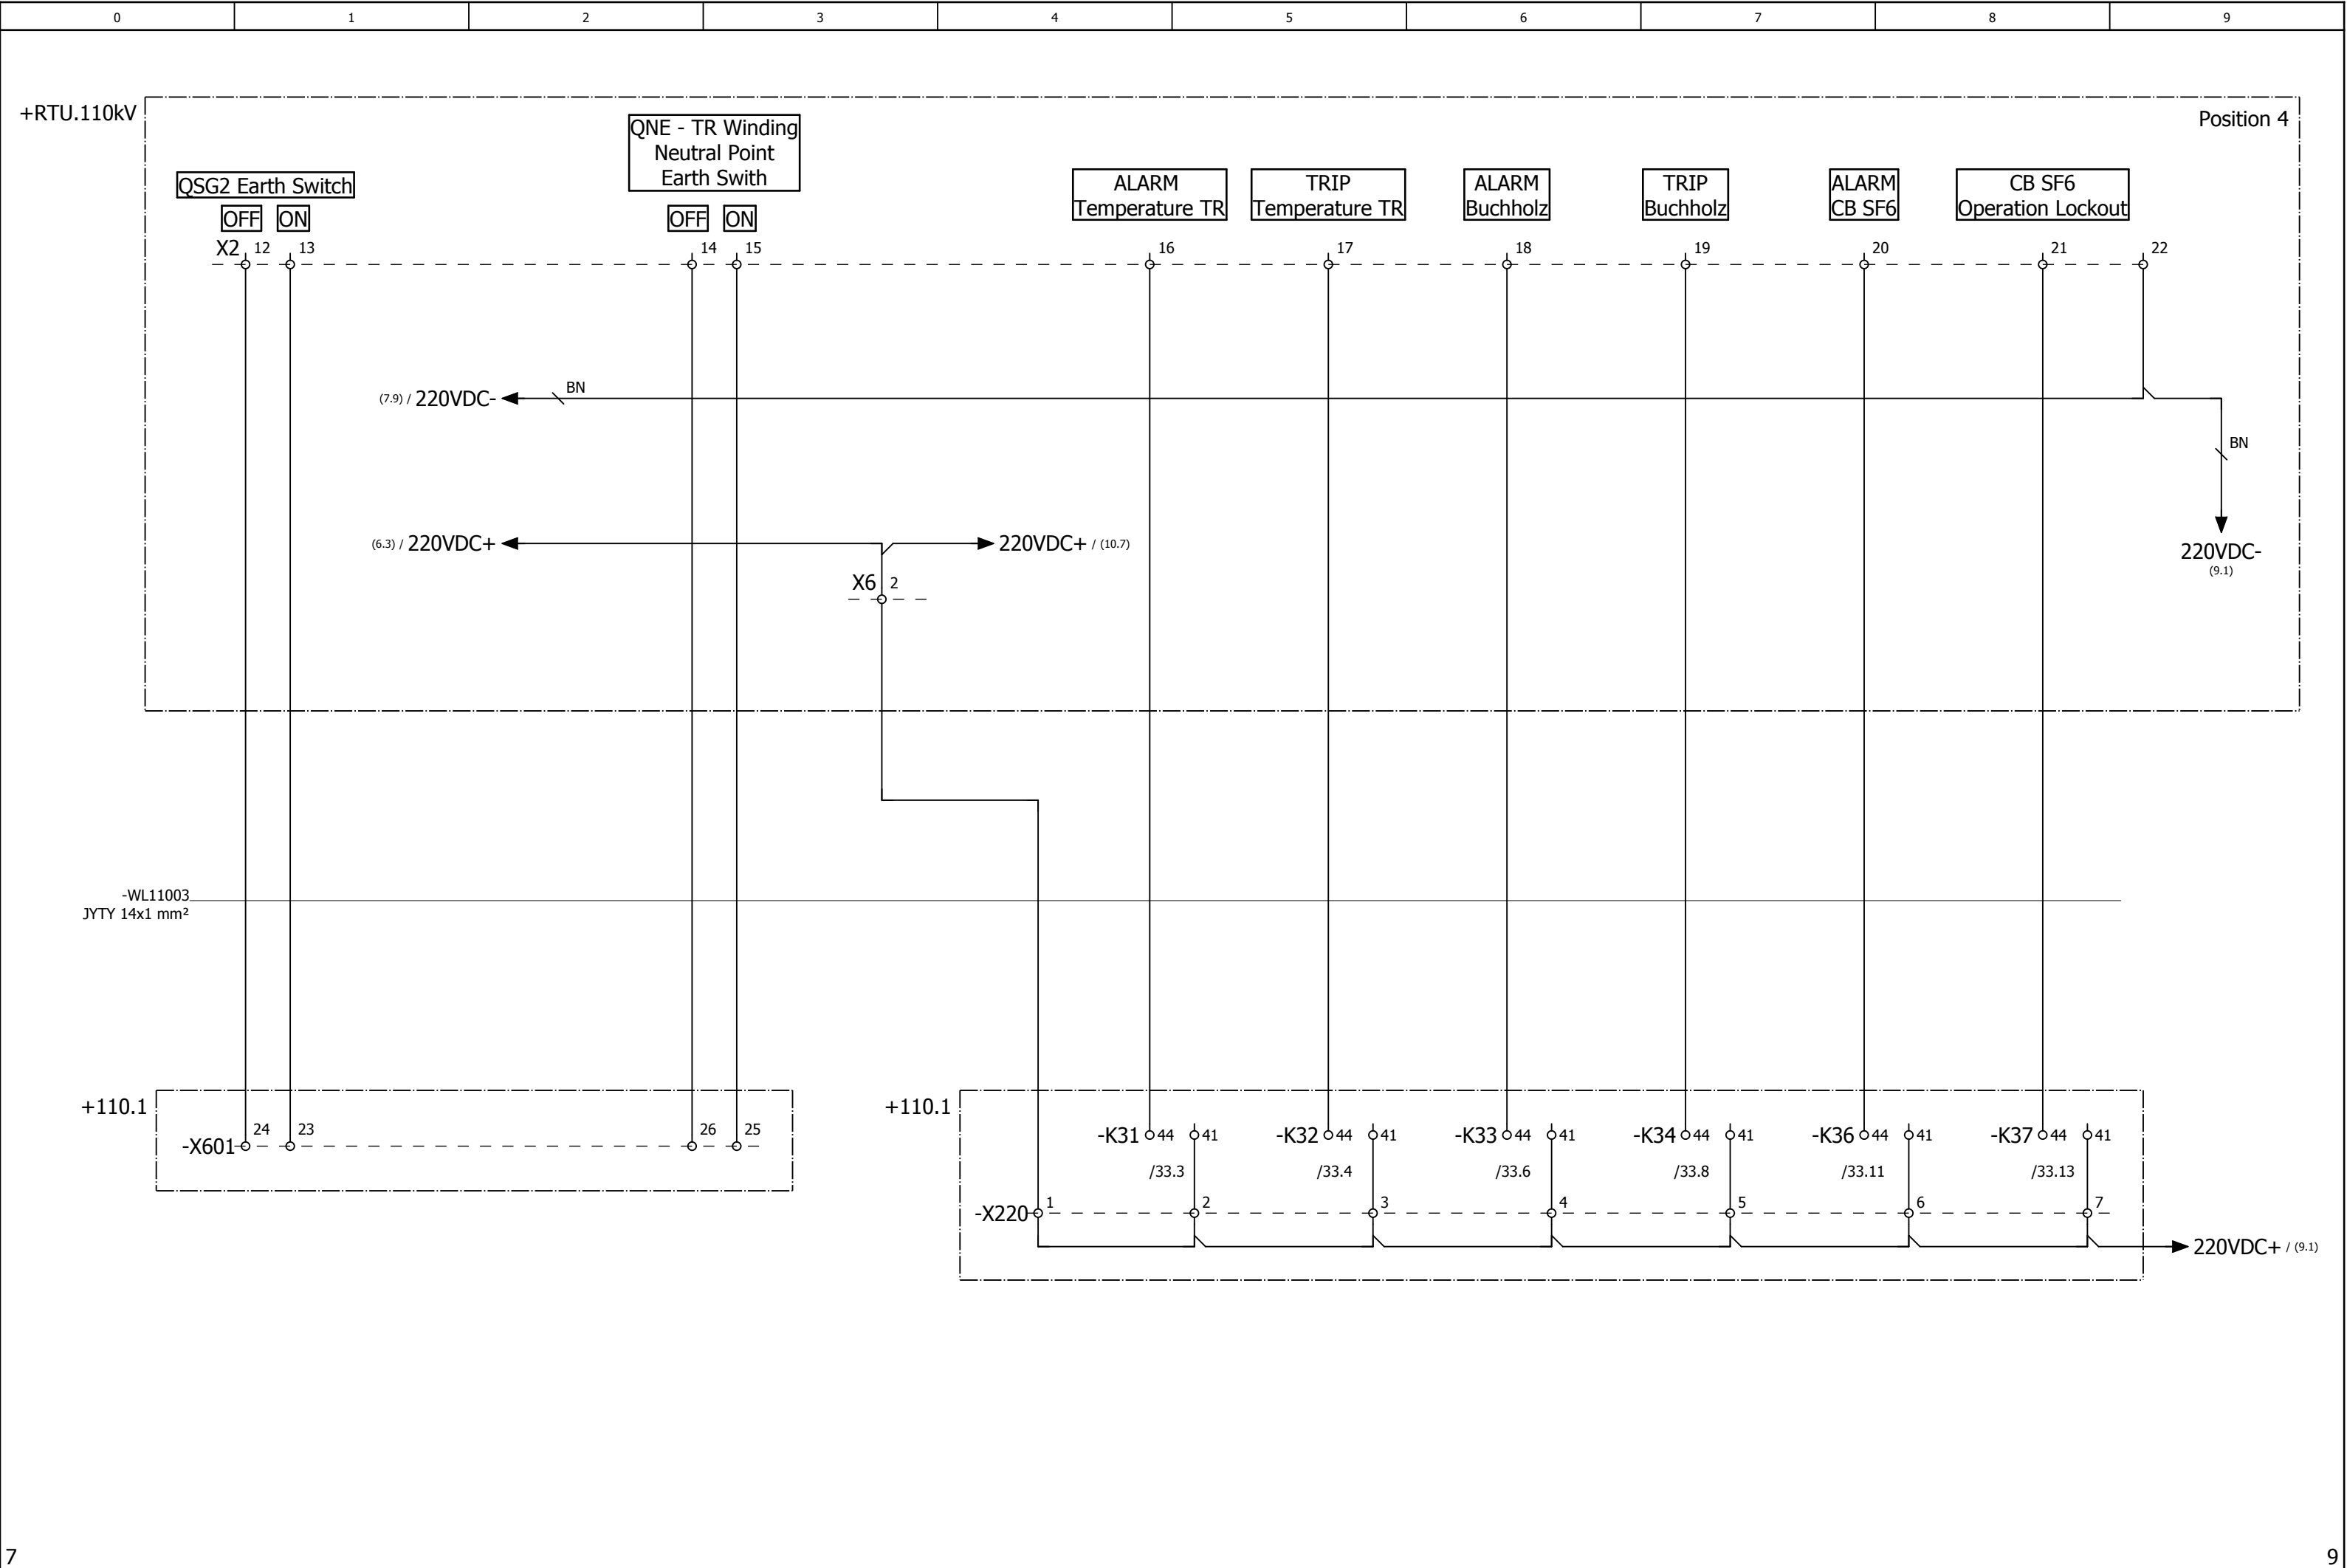 0 1 2 3 4 5 6 7 8 9
+RTU.110kV
Position 4
QSG2 Earth Switch
OFF ON
QNE - TR Winding
Neutral Point
Earth Swith
OFF ON
ALARM
Temperature TR
TRIP
Temperature TR
ALARM
Buchholz
TRIP
Buchholz
ALARM
CB SF6
CB SF6
Operation Lockout
X2 12 13 14 15 16 17 18 19 20 21 22
(7.9) / 220VDC-
BN
BN
220VDC-
(9.1)
(6.3) / 220VDC+
220VDC+ / (10.7)
X6 2
-WL11003
JYTY 14x1 mm²
+110.1
-X601 24 23 26 25
+110.1
-K31 44 41
/33.3
-K32 44 41
/33.4
-K33 44 41
/33.6
-K34 44 41
/33.8
-K36 44 41
/33.11
-K37 44 41
/33.13
-X220 1 2 3 4 5 6 7
220VDC+ / (9.1)
7
9